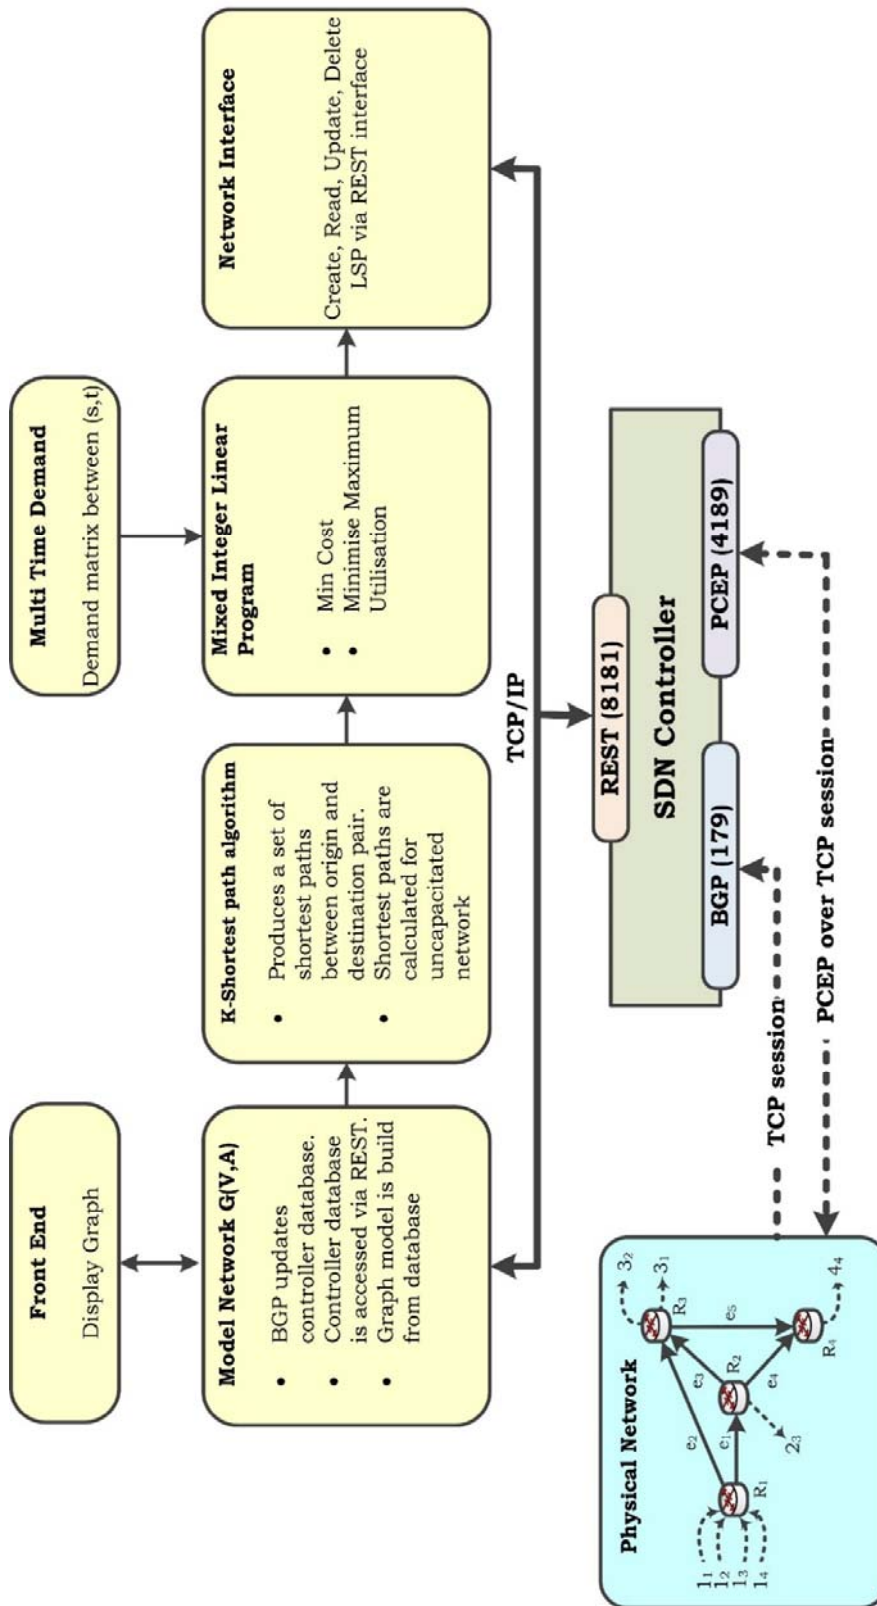 Front End
Display Graph
Multi Time Demand
Demand matrix between (s,t)
Model Network G(V,A)
• BGP updates
controller database.
• Controller database
is accessed via REST.
• Graph model is build
from database
K-Shortest path algorithm
• Produces a set of
shortest paths
between origin and
destination pair.
• Shortest paths are
calculated for
uncapacitated
network
Mixed Integer Linear
Program
• Min Cost
• Minimise Maximum
Utilisation
Network Interface
Create, Read, Update, Delete
LSP via REST interface
TCP/IP
REST (8181)
SDN Controller
BGP (179)
PCEP (4189)
TCP session
PCEP over TCP session
Physical Network
1₁
1₂
1₃
1₄
R₁
e₁
e₂
R₂
e₃
e₄
2₃
R₃
3₂
3₁
e₅
R₄
4₄